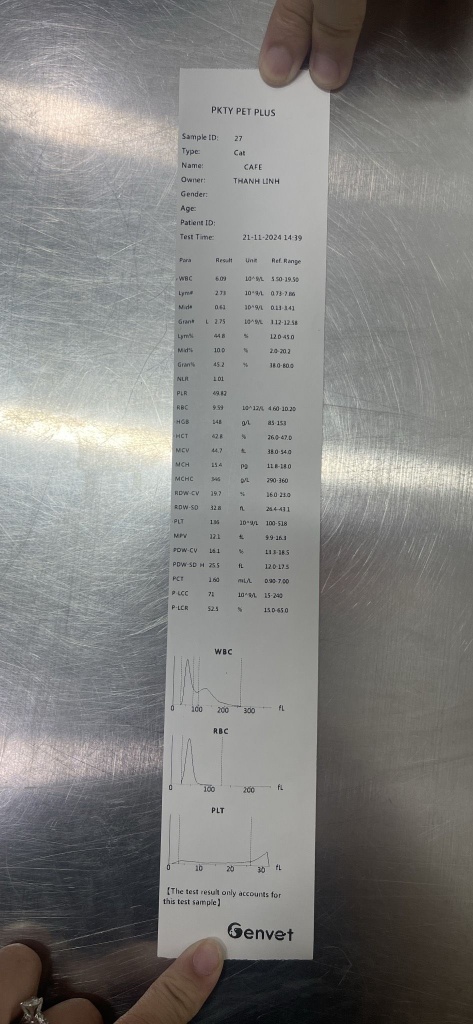 PKTY PET PLUS
Sample ID: 27
Type: Cat
Name: CAFE
Owner: THANH LINH
Gender:
Age:
Patient ID:
Test Time: 21-11-2024 14:39
Para Result Unit Ref. Range
WBC 6.09 10^9/L 5.50-19.50
Lym# 2.73 10^9/L 0.73-7.86
Mid# 0.61 10^9/L 0.13-3.41
Gran# L 2.75 10^9/L 3.12-12.58
Lym% 44.8 % 12.0-45.0
Mid% 10.0 % 2.0-20.2
Gran% 45.2 % 38.0-80.0
NLR 1.01
PLR 49.82
RBC 9.59 10^12/L 4.60-10.20
HGB 148 g/L 85-153
HCT 42.8 % 26.0-47.0
MCV 44.7 fL 38.0-54.0
MCH 15.4 pg 11.8-18.0
MCHC 346 g/L 290-360
RDW-CV 19.7 % 16.0-23.0
RDW-SD 32.8 fL 26.4-43.1
PLT 136 10^9/L 100-518
MPV 12.1 fL 9.9-16.3
PDW-CV 16.1 % 13.3-18.5
PDW-SD H 25.5 fL 12.0-17.5
PCT 1.60 mL/L 0.90-7.00
P-LCC 71 10^9/L 15-240
P-LCR 52.5 % 15.0-65.0
WBC
0 100 200 300 fL
RBC
0 100 200 fL
PLT
0 10 20 30 fL
【The test result only accounts for
this test sample】
Genvet